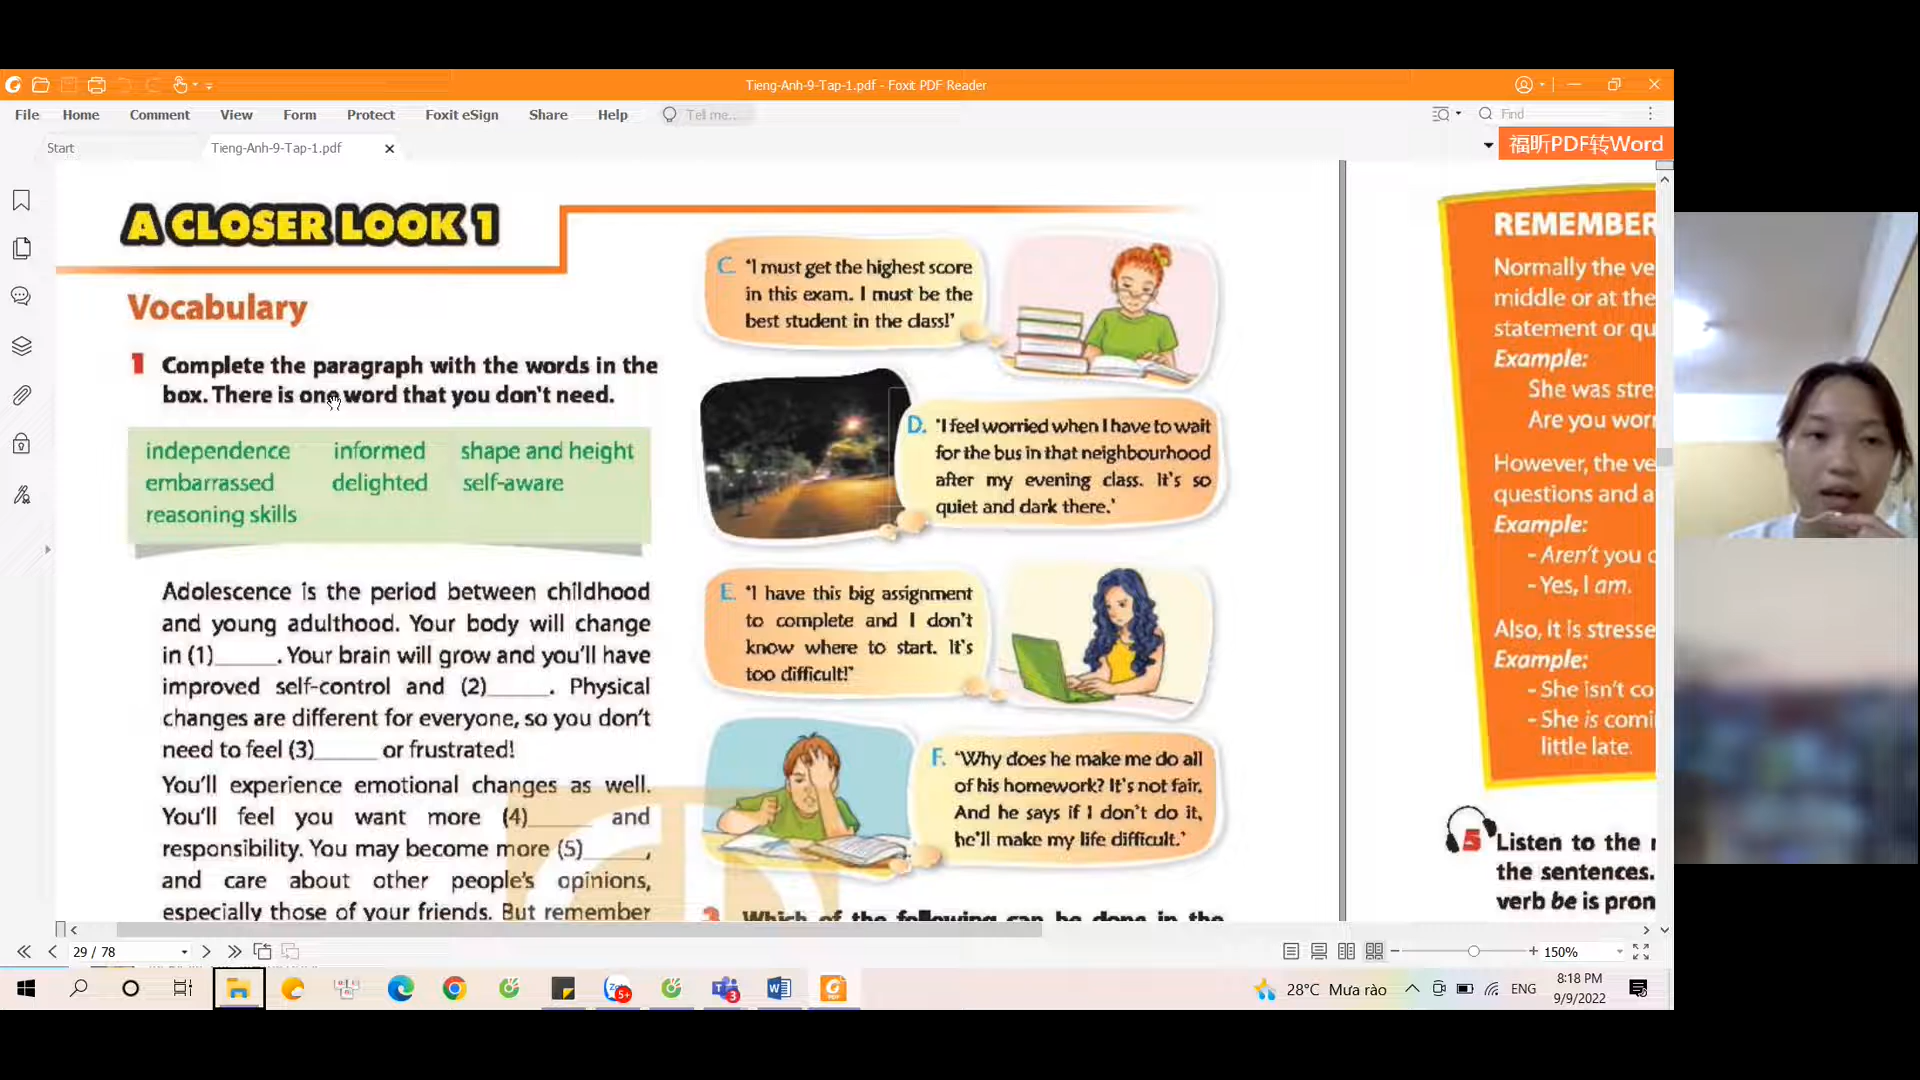 Tieng-Anh-9-Tap-1.pdf - Foxit PDF Reader
File Home Comment View Form Protect Foxit eSign Share Help Tell me... Find
Start Tieng-Anh-9-Tap-1.pdf
福昕PDF转Word
A CLOSER LOOK 1
Vocabulary
1 Complete the paragraph with the words in the
box. There is one word that you don't need.
independence informed shape and height
embarrassed delighted self-aware
reasoning skills
Adolescence is the period between childhood
and young adulthood. Your body will change
in (1)_____. Your brain will grow and you'll have
improved self-control and (2)_____. Physical
changes are different for everyone, so you don't
need to feel (3)_____ or frustrated!
You'll experience emotional changes as well.
You'll feel you want more (4)_____ and
responsibility. You may become more (5)_____,
and care about other people's opinions,
especially those of your friends. But remember
C. 'I must get the highest score
in this exam. I must be the
best student in the class!'
D. 'I feel worried when I have to wait
for the bus in that neighbourhood
after my evening class. It's so
quiet and dark there.'
E. 'I have this big assignment
to complete and I don't
know where to start. It's
too difficult!'
F. 'Why does he make me do all
of his homework? It's not fair.
And he says if I don't do it,
he'll make my life difficult.'
3 Which of the following can be done in the
REMEMBER
Normally the ve
middle or at the
statement or qu
Example:
She was stre
Are you wor
However, the ve
questions and a
Example:
- Aren't you c
- Yes, I am.
Also, it is stresse
Example:
- She isn't co
- She is comi
little late.
5 Listen to the
the sentences.
verb be is pron
29 / 78
150%
28°C Mưa rào
ENG
8:18 PM
9/9/2022